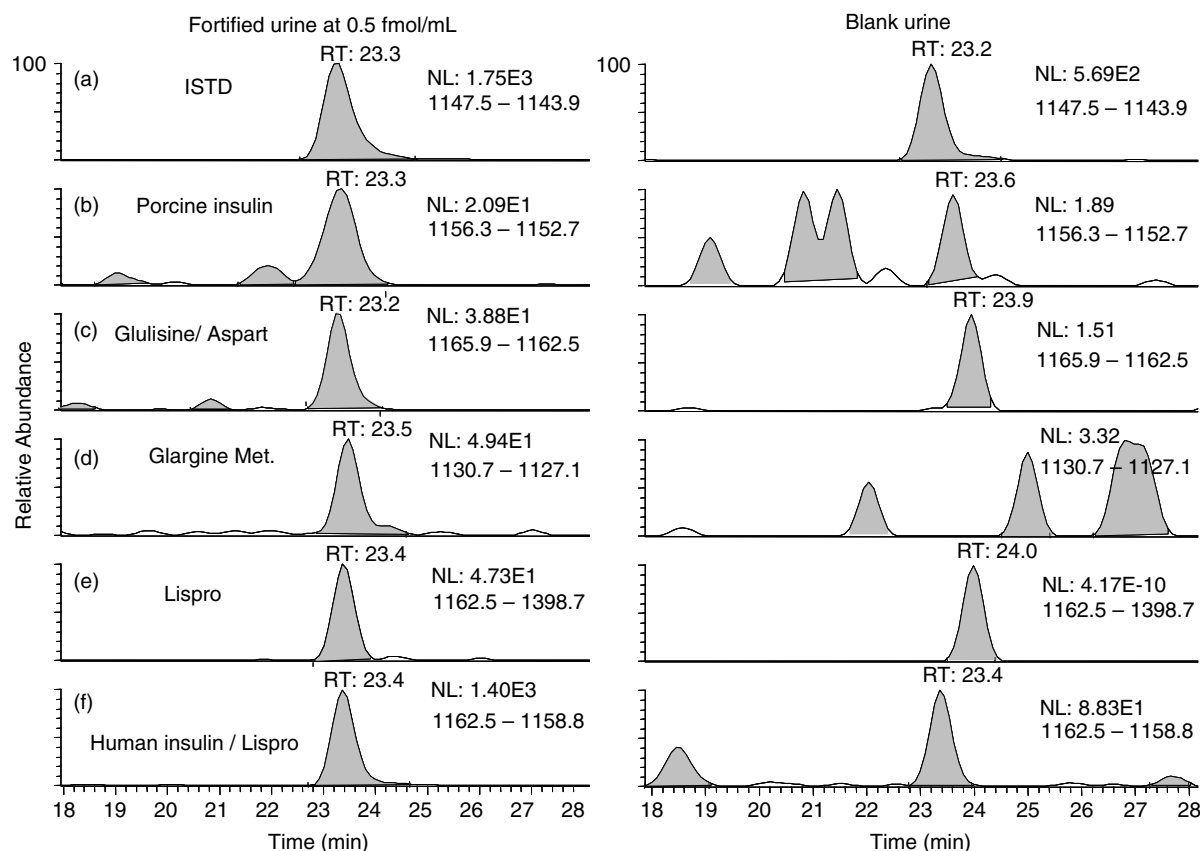 Fortified urine at 0.5 fmol/mL
Blank urine
RT: 23.3
100
(a)
ISTD
NL: 1.75E3
1147.5 – 1143.9
RT: 23.2
100
NL: 5.69E2
1147.5 – 1143.9
RT: 23.3
(b)
Porcine insulin
NL: 2.09E1
1156.3 – 1152.7
RT: 23.6
NL: 1.89
1156.3 – 1152.7
RT: 23.2
(c)
Glulisine/ Aspart
NL: 3.88E1
1165.9 – 1162.5
RT: 23.9
NL: 1.51
1165.9 – 1162.5
Relative Abundance
RT: 23.5
(d)
Glargine Met.
NL: 4.94E1
1130.7 – 1127.1
NL: 3.32
1130.7 – 1127.1
RT: 23.4
(e)
Lispro
NL: 4.73E1
1162.5 – 1398.7
RT: 24.0
NL: 4.17E-10
1162.5 – 1398.7
RT: 23.4
(f)
Human insulin / Lispro
NL: 1.40E3
1162.5 – 1158.8
RT: 23.4
NL: 8.83E1
1162.5 – 1158.8
18 19 20 21 22 23 24 25 26 27 28
Time (min)
18 19 20 21 22 23 24 25 26 27 28
Time (min)